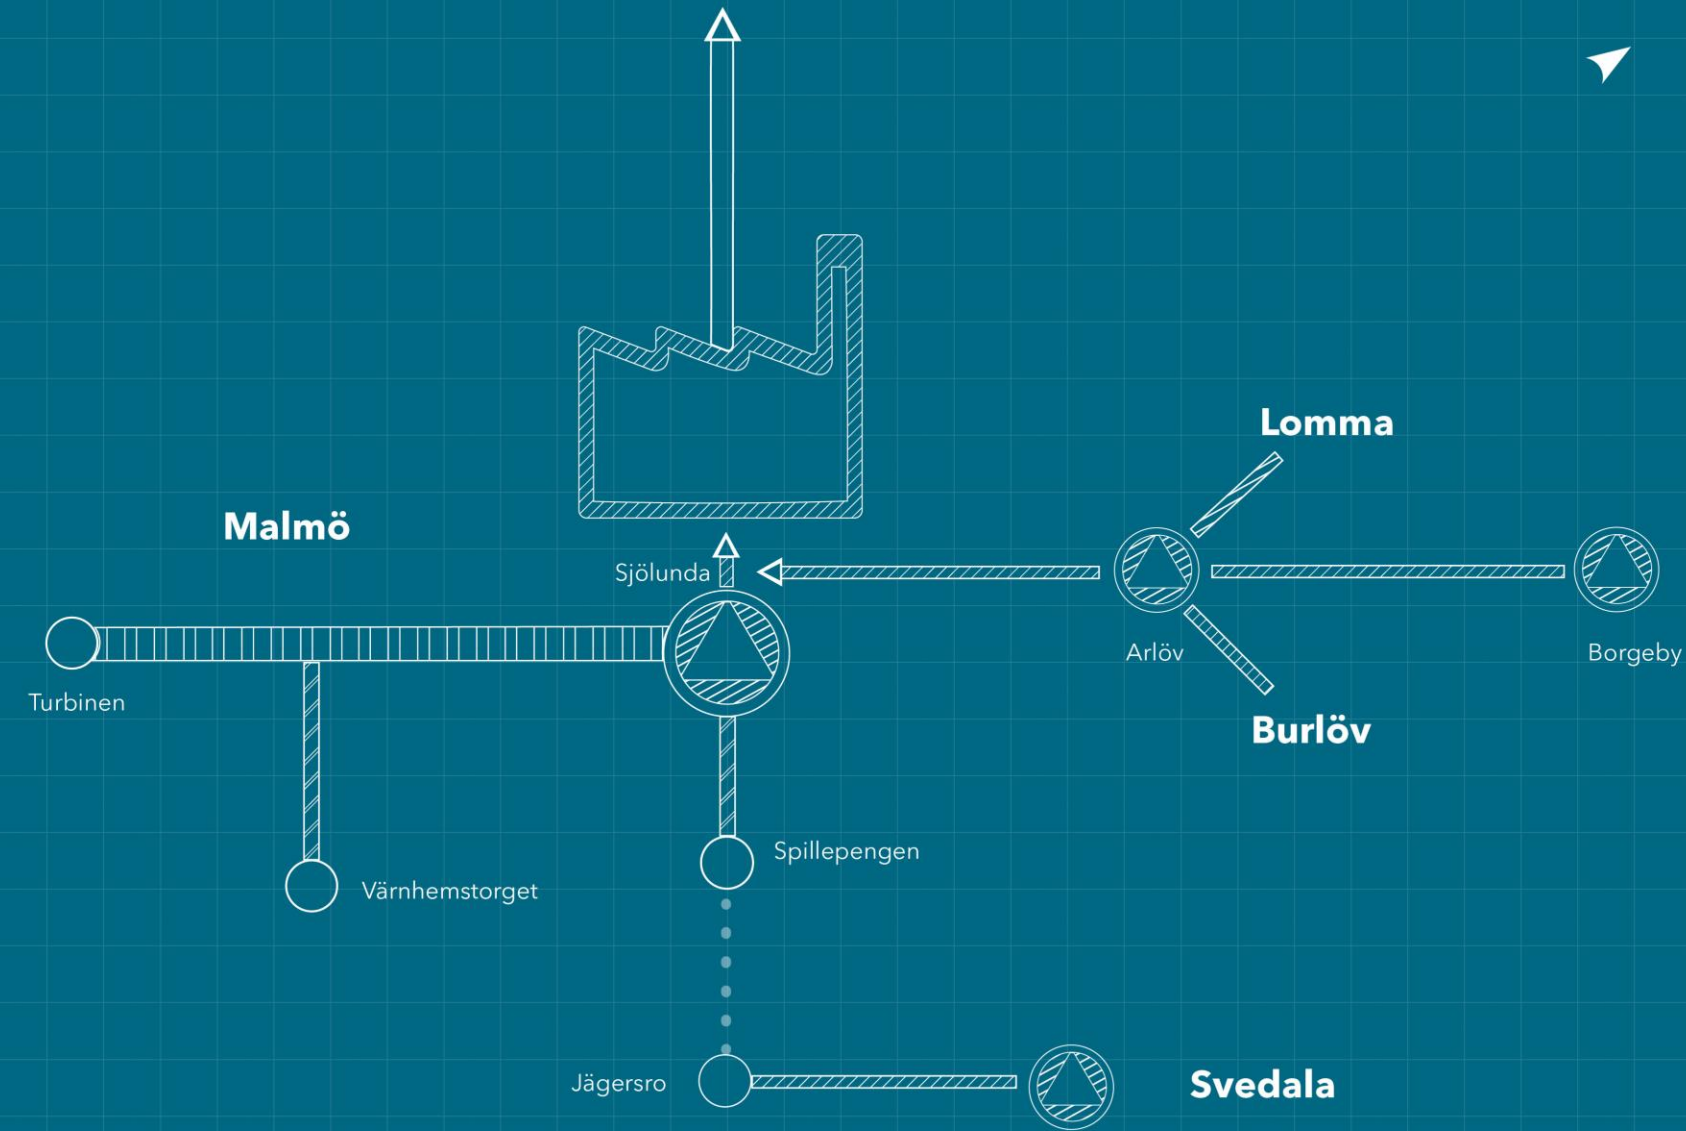 Lomma
Malmö
Sjölunda
Arlöv
Borgeby
Turbinen
Burlöv
Spillepengen
Värnhemstorget
Jägersro
Svedala